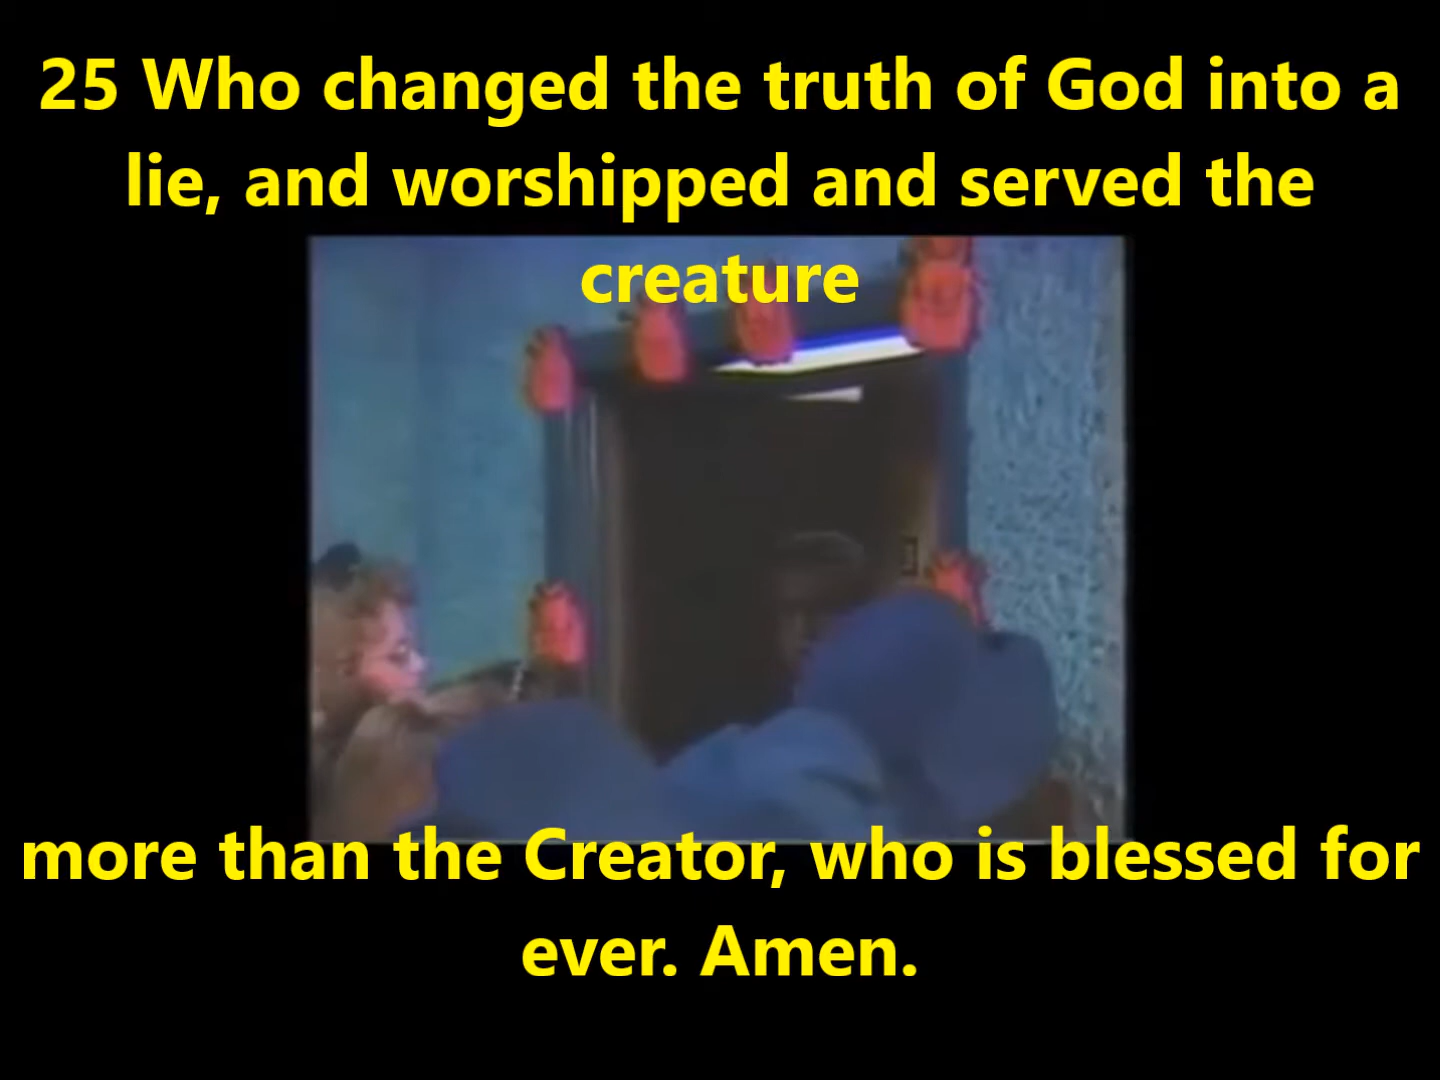 25 Who changed the truth of God into a
lie, and worshipped and served the
creature
more than the Creator, who is blessed for
ever. Amen.